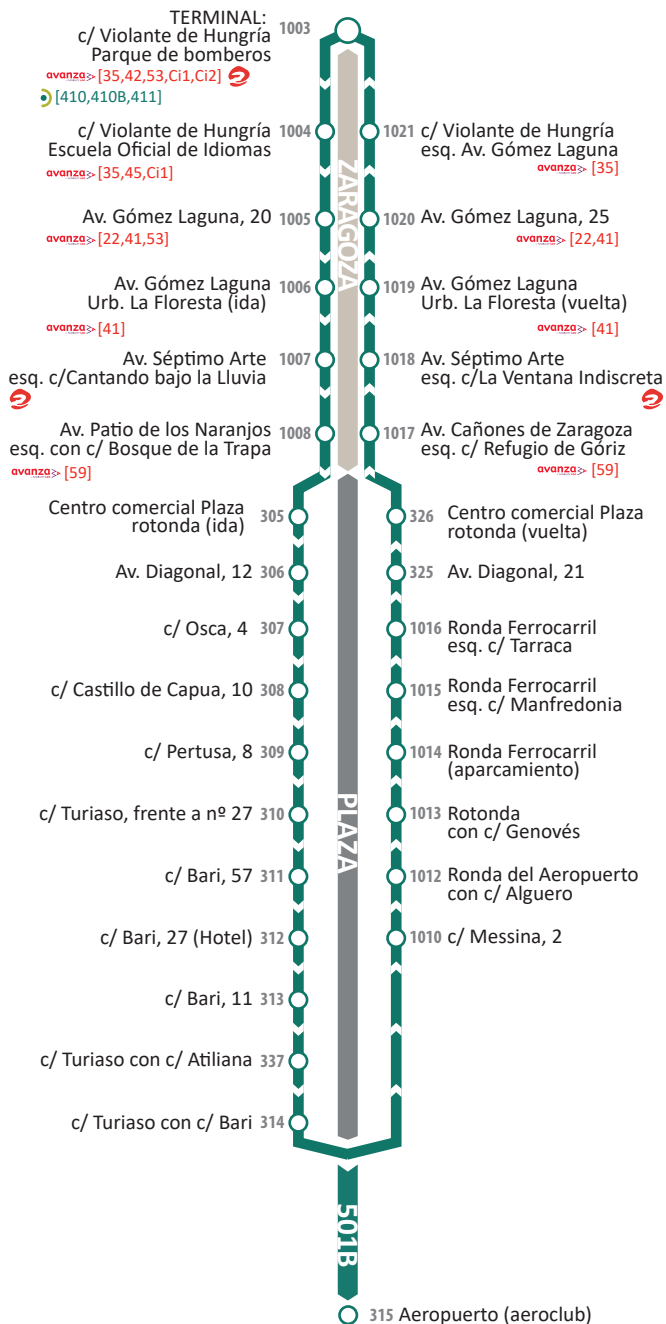 TERMINAL:
c/ Violante de Hungría
Parque de bomberos
1003
avanza [35,42,53,Ci1,Ci2]
[410,410B,411]
c/ Violante de Hungría
Escuela Oficial de Idiomas
1004
avanza [35,45,Ci1]
1021 c/ Violante de Hungría
esq. Av. Gómez Laguna
avanza [35]
Av. Gómez Laguna, 20 1005
avanza [22,41,53]
1020 Av. Gómez Laguna, 25
avanza [22,41]
Av. Gómez Laguna
Urb. La Floresta (ida)
1006
avanza [41]
1019 Av. Gómez Laguna
Urb. La Floresta (vuelta)
avanza [41]
Av. Séptimo Arte
esq. c/Cantando bajo la Lluvia
1007
1018 Av. Séptimo Arte
esq. c/La Ventana Indiscreta
Av. Patio de los Naranjos
esq. con c/ Bosque de la Trapa
1008
avanza [59]
1017 Av. Cañones de Zaragoza
esq. c/ Refugio de Góriz
avanza [59]
ZARAGOZA
Centro comercial Plaza
rotonda (ida)
305
326 Centro comercial Plaza
rotonda (vuelta)
Av. Diagonal, 12 306
325 Av. Diagonal, 21
c/ Osca, 4 307
1016 Ronda Ferrocarril
esq. c/ Tarraca
c/ Castillo de Capua, 10 308
1015 Ronda Ferrocarril
esq. c/ Manfredonia
c/ Pertusa, 8 309
1014 Ronda Ferrocarril
(aparcamiento)
c/ Turiaso, frente a nº 27 310
1013 Rotonda
con c/ Genovés
PLAZA
c/ Bari, 57 311
1012 Ronda del Aeropuerto
con c/ Alguero
c/ Bari, 27 (Hotel) 312
1010 c/ Messina, 2
c/ Bari, 11 313
c/ Turiaso con c/ Atiliana 337
c/ Turiaso con c/ Bari 314
501B
315 Aeropuerto (aeroclub)